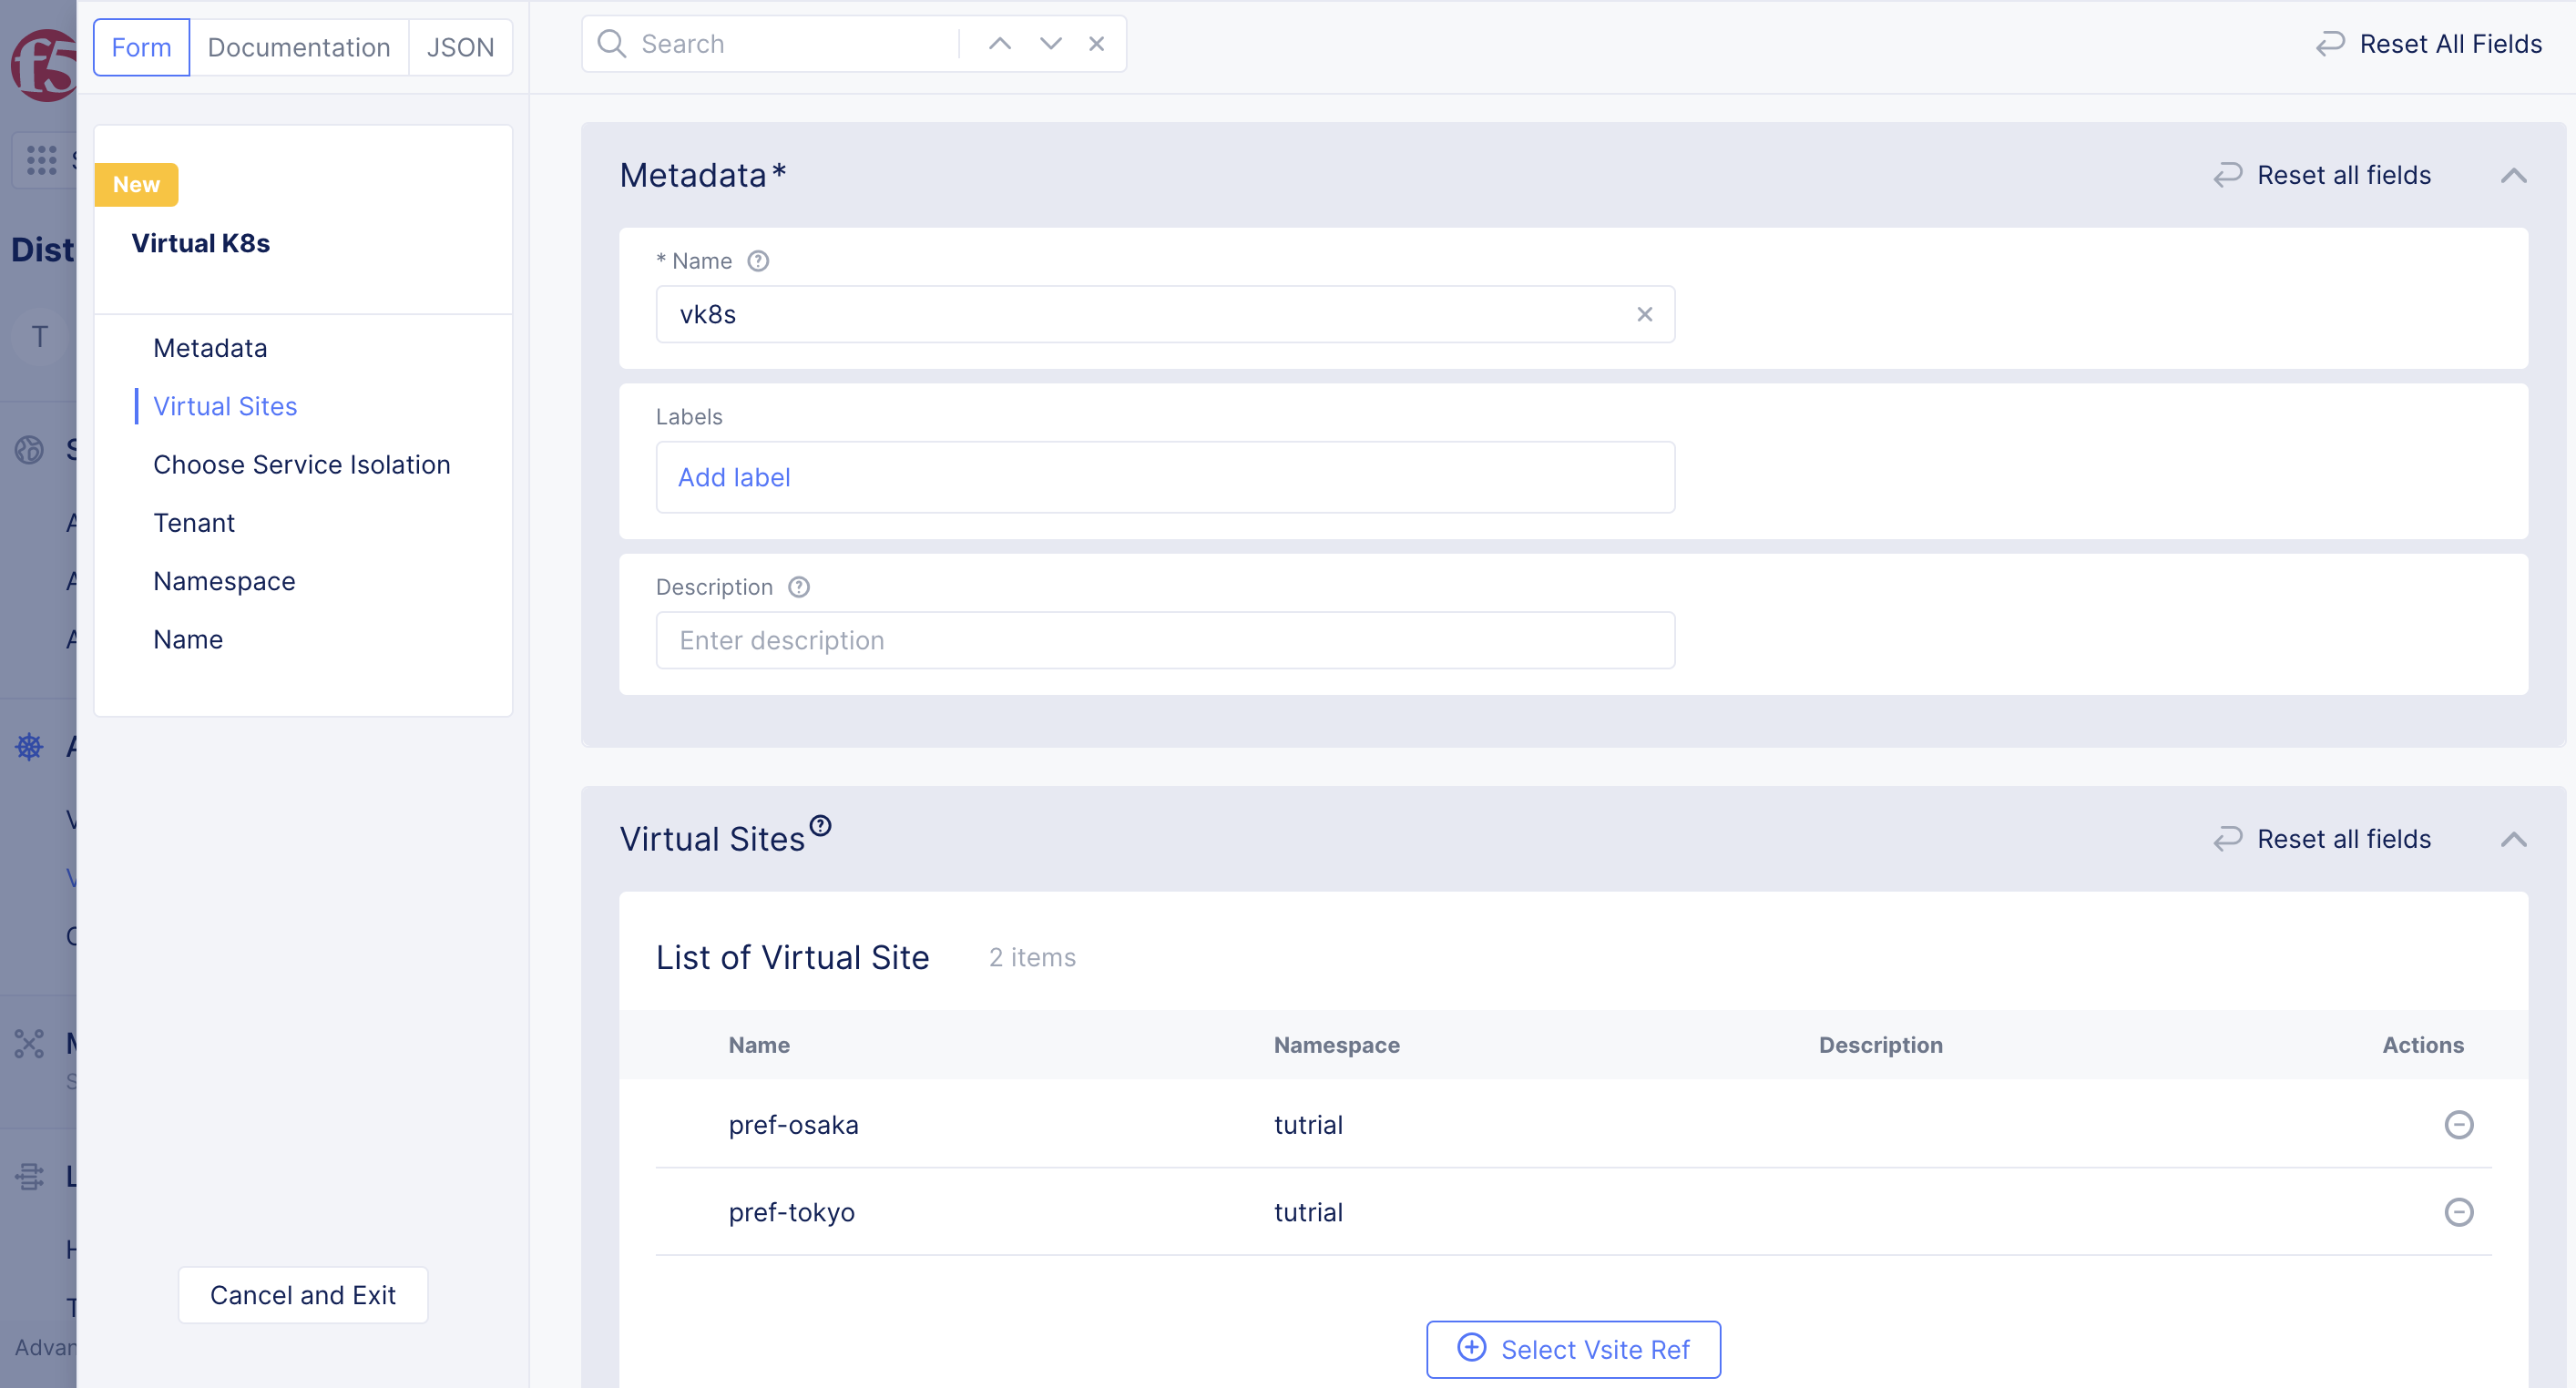 Form
Documentation
JSON
Search
Reset All Fields
f5
New
Virtual K8s
Metadata
Virtual Sites
Choose Service Isolation
Tenant
Namespace
Name
Cancel and Exit
Dist
T
Advan
Metadata*
Reset all fields
* Name
vk8s
Labels
Add label
Description
Enter description
Virtual Sites
Reset all fields
List of Virtual Site 2 items
Name Namespace Description Actions
pref-osaka tutrial
pref-tokyo tutrial
Select Vsite Ref